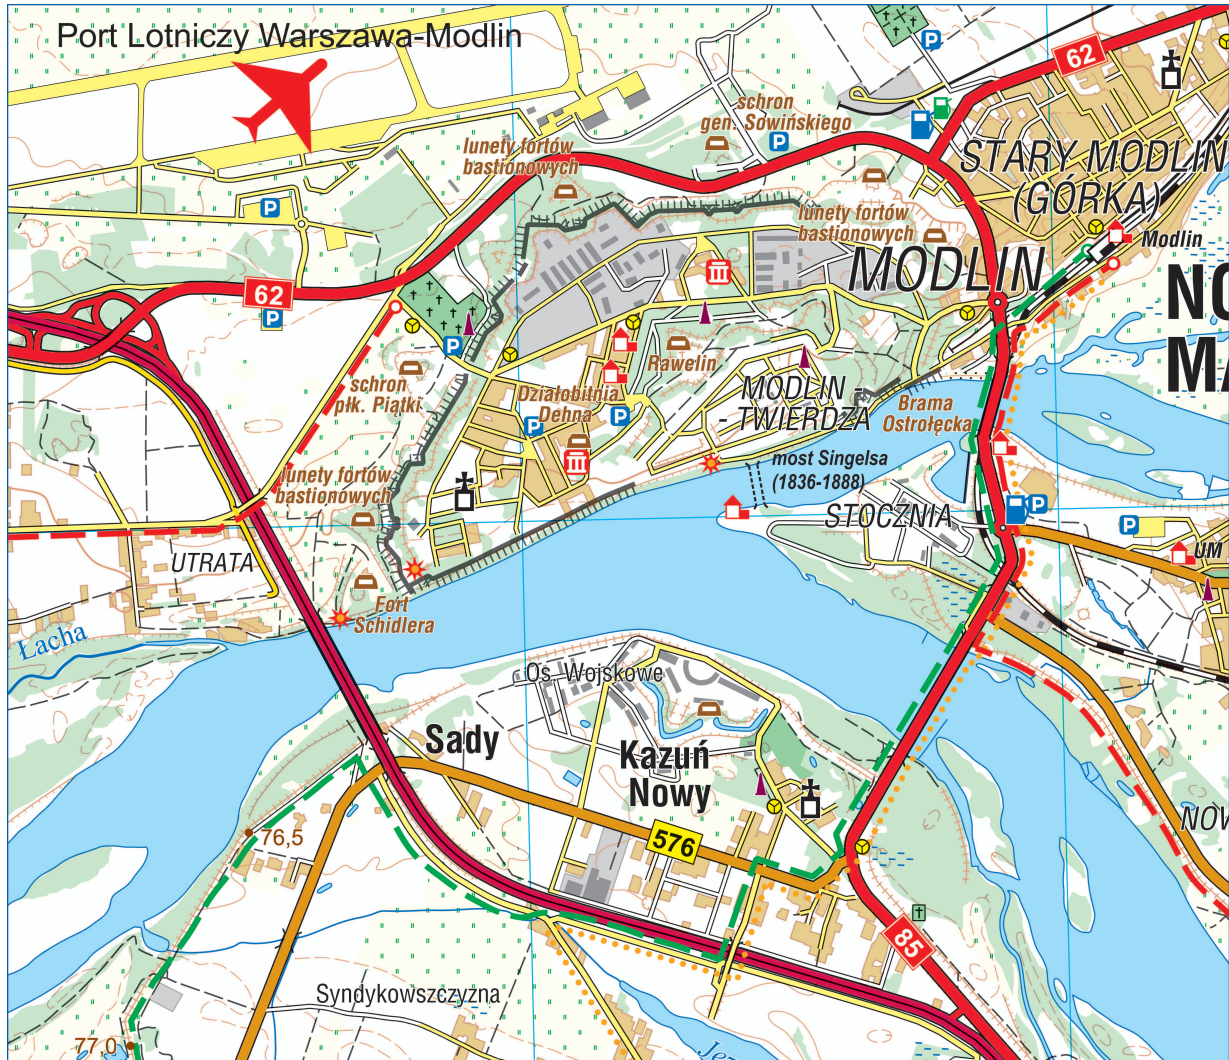 Port Lotniczy Warszawa-Modlin
62
P
schron
gen. Sowińskiego
P
lunety fortów
bastionowych
STARY MODLIN
(GÓRKA)
P
lunety fortów
bastionowych
Modlin
MODLIN
62
P
P
schron
płk. Piątki
Rawelin
Działobitnia
Dehna
P
P
MODLIN -
- TWIERDZA
Brama
Ostrołęcka
most Singelsa
(1836-1888)
lunety fortów
bastionowych
STOCZNIA
P
P
UTRATA
UM
Fort
Schidlera
Łacha
Os. Wojskowe
Sady
Kazuń
Nowy
576
76,5
85
Syndykowszczyzna
77,0